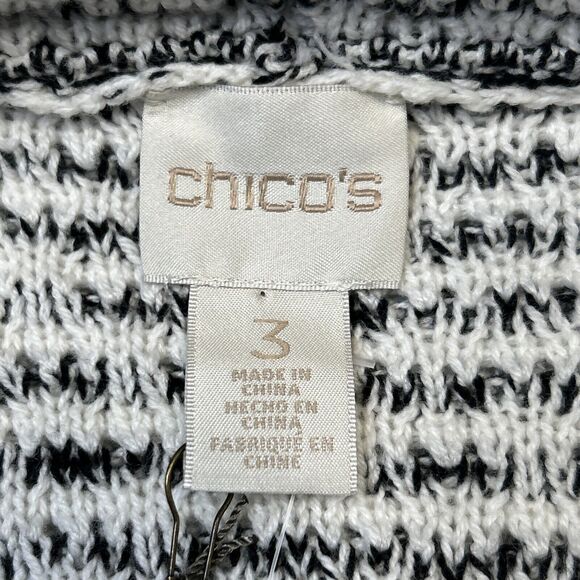 chico's
3
MADE IN
CHINA
HECHO EN
CHINA
FABRIQUE EN
CHINE